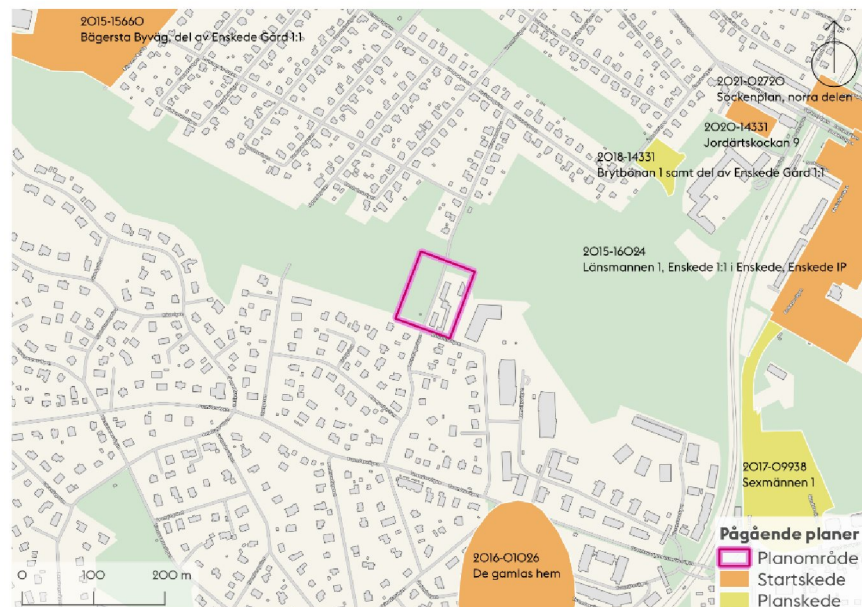 2015-15660
Bägersta Byväg, del av Enskede Gård 1:1
2021-02720
Sockenplan, norra delen
2020-14331
Jordärtskockan 9
2018-14331
Brytbönan 1 samt del av Enskede Gård 1:1
2015-16024
Länsmannen 1, Enskede 1:1 i Enskede, Enskede IP
2017-09938
Sexmännen 1
2016-01026
De gamlas hem
Pågående planer
Planområde
Startskede
Planskede
0 100 200 m